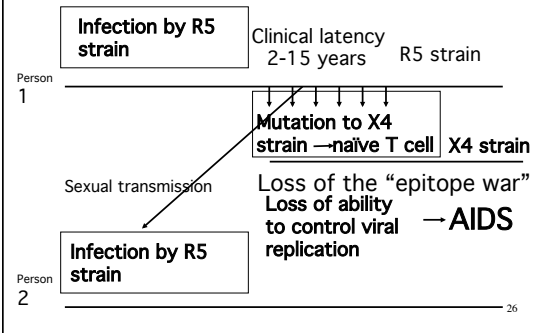 Infection by R5
strain
Clinical latency
2-15 years
R5 strain
Person
1
Mutation to X4
strain →naïve T cell
X4 strain
Sexual transmission
Loss of the “epitope war”
Loss of ability
to control viral
replication
→AIDS
Infection by R5
strain
Person
2
26